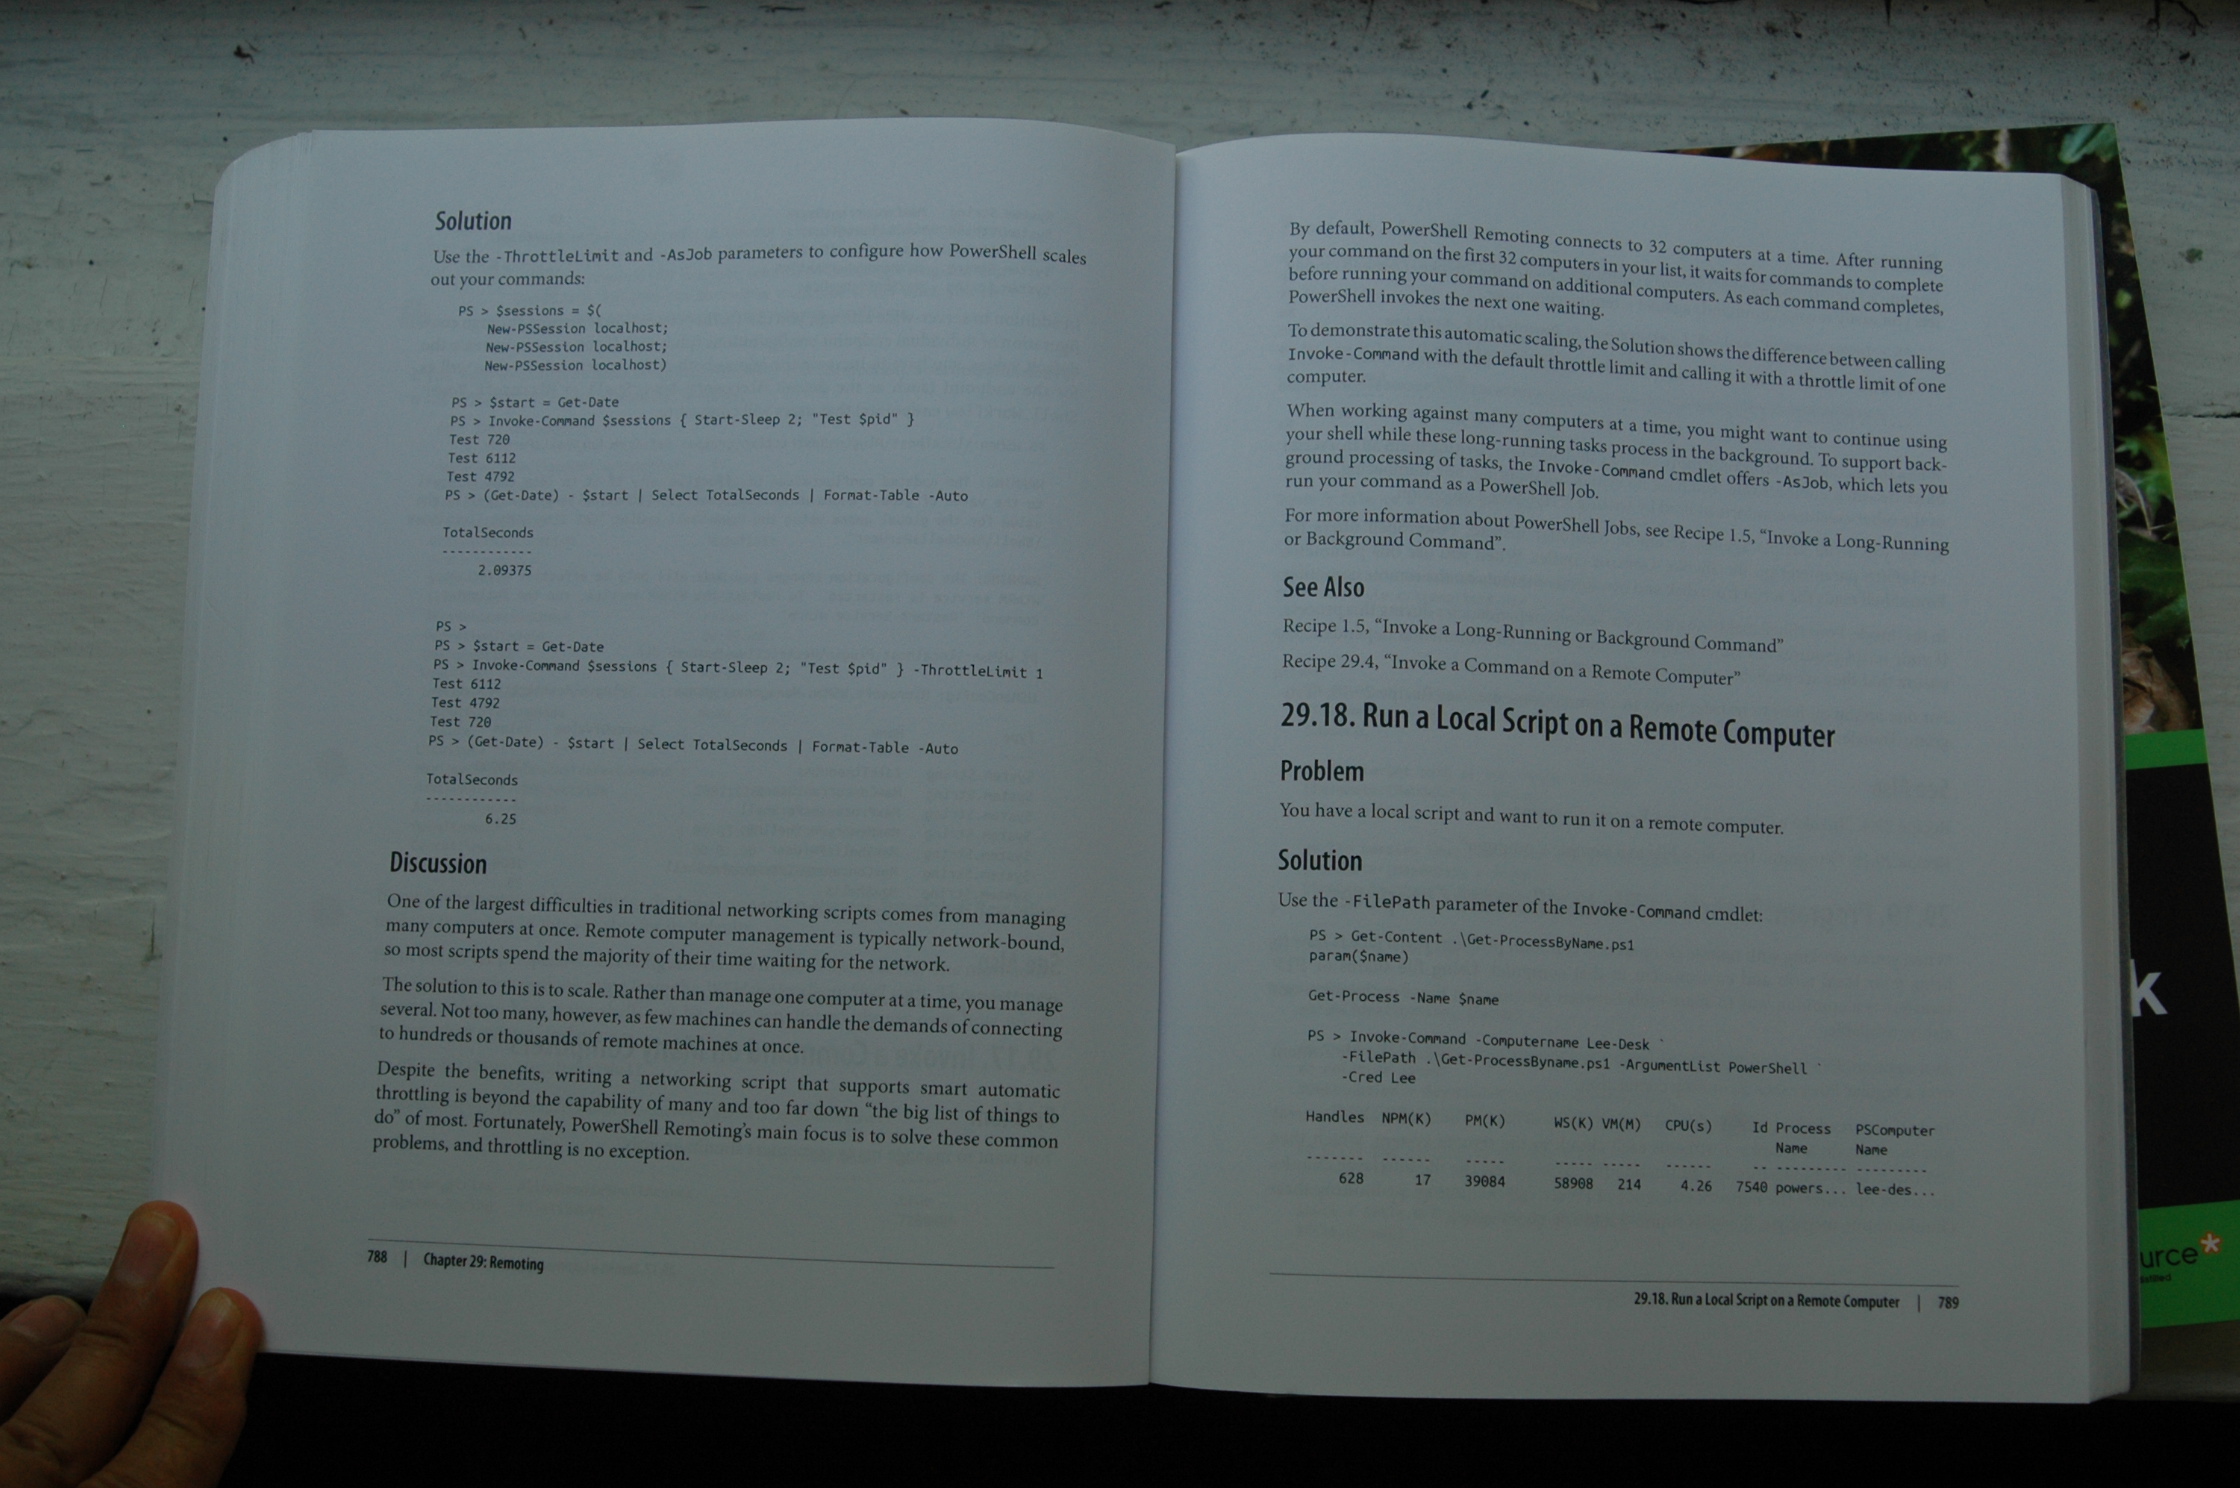 Solution
Use the -ThrottleLimit and -AsJob parameters to configure how PowerShell scales
out your commands:
PS > $sessions = $(
New-PSSession localhost;
New-PSSession localhost;
New-PSSession localhost)
PS > $start = Get-Date
PS > Invoke-Command $sessions { Start-Sleep 2; "Test $pid" }
Test 720
Test 6112
Test 4792
PS > (Get-Date) - $start | Select TotalSeconds | Format-Table -Auto
TotalSeconds
------------
2.09375
PS >
PS > $start = Get-Date
PS > Invoke-Command $sessions { Start-Sleep 2; "Test $pid" } -ThrottleLimit 1
Test 6112
Test 4792
Test 720
PS > (Get-Date) - $start | Select TotalSeconds | Format-Table -Auto
TotalSeconds
------------
6.25
Discussion
One of the largest difficulties in traditional networking scripts comes from managing
many computers at once. Remote computer management is typically network-bound,
so most scripts spend the majority of their time waiting for the network.
The solution to this is to scale. Rather than manage one computer at a time, you manage
several. Not too many, however, as few machines can handle the demands of connecting
to hundreds or thousands of remote machines at once.
Despite the benefits, writing a networking script that supports smart automatic
throttling is beyond the capability of many and too far down “the big list of things to
do” of most. Fortunately, PowerShell Remoting’s main focus is to solve these common
problems, and throttling is no exception.
788 | Chapter 29: Remoting
By default, PowerShell Remoting connects to 32 computers at a time. After running
your command on the first 32 computers in your list, it waits for commands to complete
before running your command on additional computers. As each command completes,
PowerShell invokes the next one waiting.
To demonstrate this automatic scaling, the Solution shows the difference between calling
Invoke-Command with the default throttle limit and calling it with a throttle limit of one
computer.
When working against many computers at a time, you might want to continue using
your shell while these long-running tasks process in the background. To support back-
ground processing of tasks, the Invoke-Command cmdlet offers -AsJob, which lets you
run your command as a PowerShell Job.
For more information about PowerShell Jobs, see Recipe 1.5, “Invoke a Long-Running
or Background Command”.
See Also
Recipe 1.5, “Invoke a Long-Running or Background Command”
Recipe 29.4, “Invoke a Command on a Remote Computer”
29.18. Run a Local Script on a Remote Computer
Problem
You have a local script and want to run it on a remote computer.
Solution
Use the -FilePath parameter of the Invoke-Command cmdlet:
PS > Get-Content .\Get-ProcessByName.ps1
param($name)
Get-Process -Name $name
PS > Invoke-Command -Computername Lee-Desk `
-FilePath .\Get-ProcessByname.ps1 -ArgumentList PowerShell `
-Cred Lee
Handles NPM(K) PM(K) WS(K) VM(M) CPU(s) Id Process PSComputer
Name Name
------- ------ ----- ----- ----- ------ -- --------- ---------
628 17 39084 58908 214 4.26 7540 powers... lee-des...
29.18. Run a Local Script on a Remote Computer | 789
k
urce*